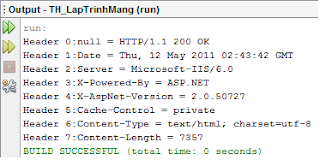 Output - TH_LapTrinhMang (run)
run:
Header 0:null = HTTP/1.1 200 OK
Header 1:Date = Thu, 12 May 2011 02:43:42 GMT
Header 2:Server = Microsoft-IIS/6.0
Header 3:X-Powered-By = ASP.NET
Header 4:X-AspNet-Version = 2.0.50727
Header 5:Cache-Control = private
Header 6:Content-Type = text/html; charset=utf-8
Header 7:Content-Length = 7357
BUILD SUCCESSFUL (total time: 0 seconds)